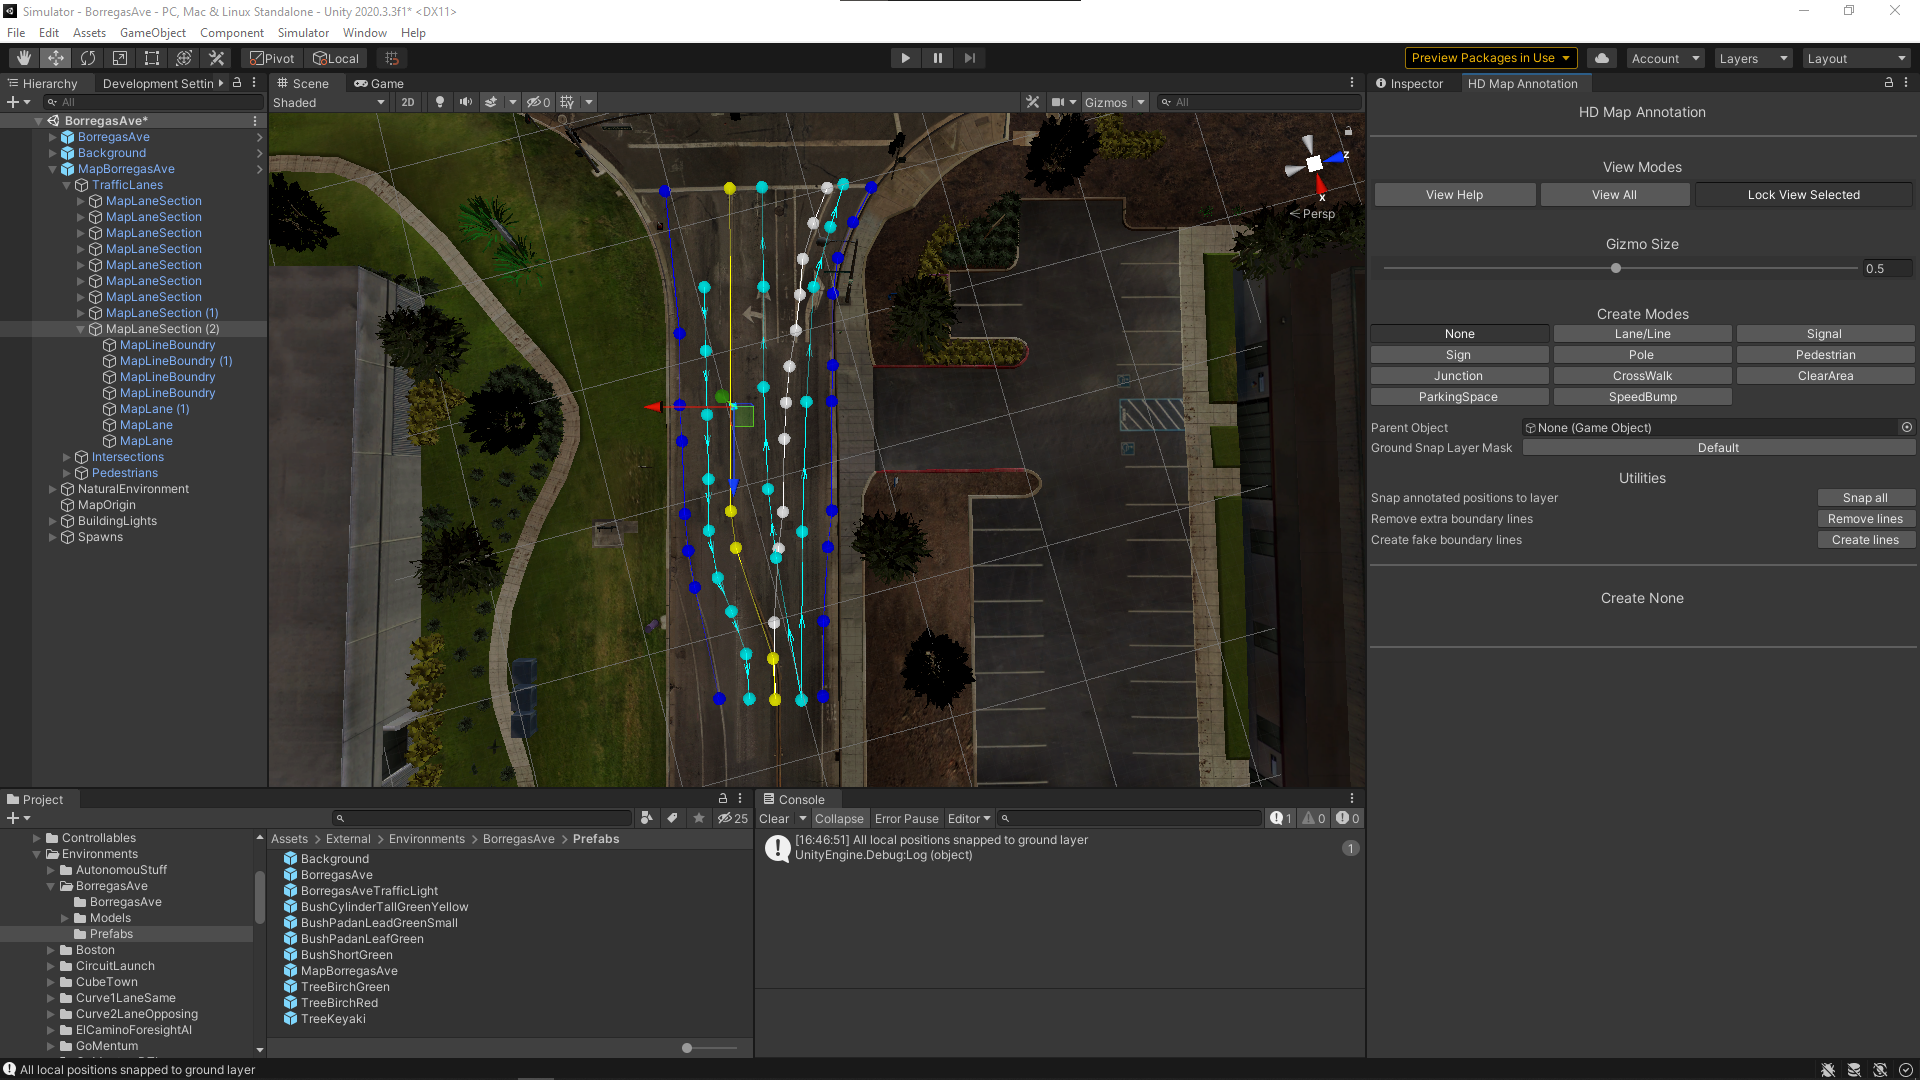 Simulator - BorregasAve - PC, Mac & Linux Standalone - Unity 2020.3.3f1* <DX11>
File Edit Assets GameObject Component Simulator Window Help
Pivot Local
Preview Packages in Use Account Layers Layout
Hierarchy Development Settin
All
BorregasAve*
BorregasAve
Background
MapBorregasAve
TrafficLanes
MapLaneSection
MapLaneSection
MapLaneSection
MapLaneSection
MapLaneSection
MapLaneSection
MapLaneSection
MapLaneSection (1)
MapLaneSection (2)
MapLineBoundry
MapLineBoundry (1)
MapLineBoundry
MapLineBoundry
MapLane (1)
MapLane
MapLane
Intersections
Pedestrians
NaturalEnvironment
MapOrigin
BuildingLights
Spawns
Scene Game
Shaded 2D 0 Gizmos All
z
x
Persp
Inspector HD Map Annotation
HD Map Annotation
View Modes
View Help View All Lock View Selected
Gizmo Size
0.5
Create Modes
None Lane/Line Signal
Sign Pole Pedestrian
Junction CrossWalk ClearArea
ParkingSpace SpeedBump
Parent Object None (Game Object)
Ground Snap Layer Mask Default
Utilities
Snap annotated positions to layer Snap all
Remove extra boundary lines Remove lines
Create fake boundary lines Create lines
Create None
Project
25
Controllables
Environments
AutonomouStuff
BorregasAve
BorregasAve
Models
Prefabs
Boston
CircuitLaunch
CubeTown
Curve1LaneSame
Curve2LaneOpposing
ElCaminoForesightAI
GoMentum
Assets > External > Environments > BorregasAve > Prefabs
Background
BorregasAve
BorregasAveTrafficLight
BushCylinderTallGreenYellow
BushPadanLeadGreenSmall
BushPadanLeafGreen
BushShortGreen
MapBorregasAve
TreeBirchGreen
TreeBirchRed
TreeKeyaki
Console
Clear Collapse Error Pause Editor 1 0 0
[16:46:51] All local positions snapped to ground layer
UnityEngine.Debug:Log (object)
1
All local positions snapped to ground layer